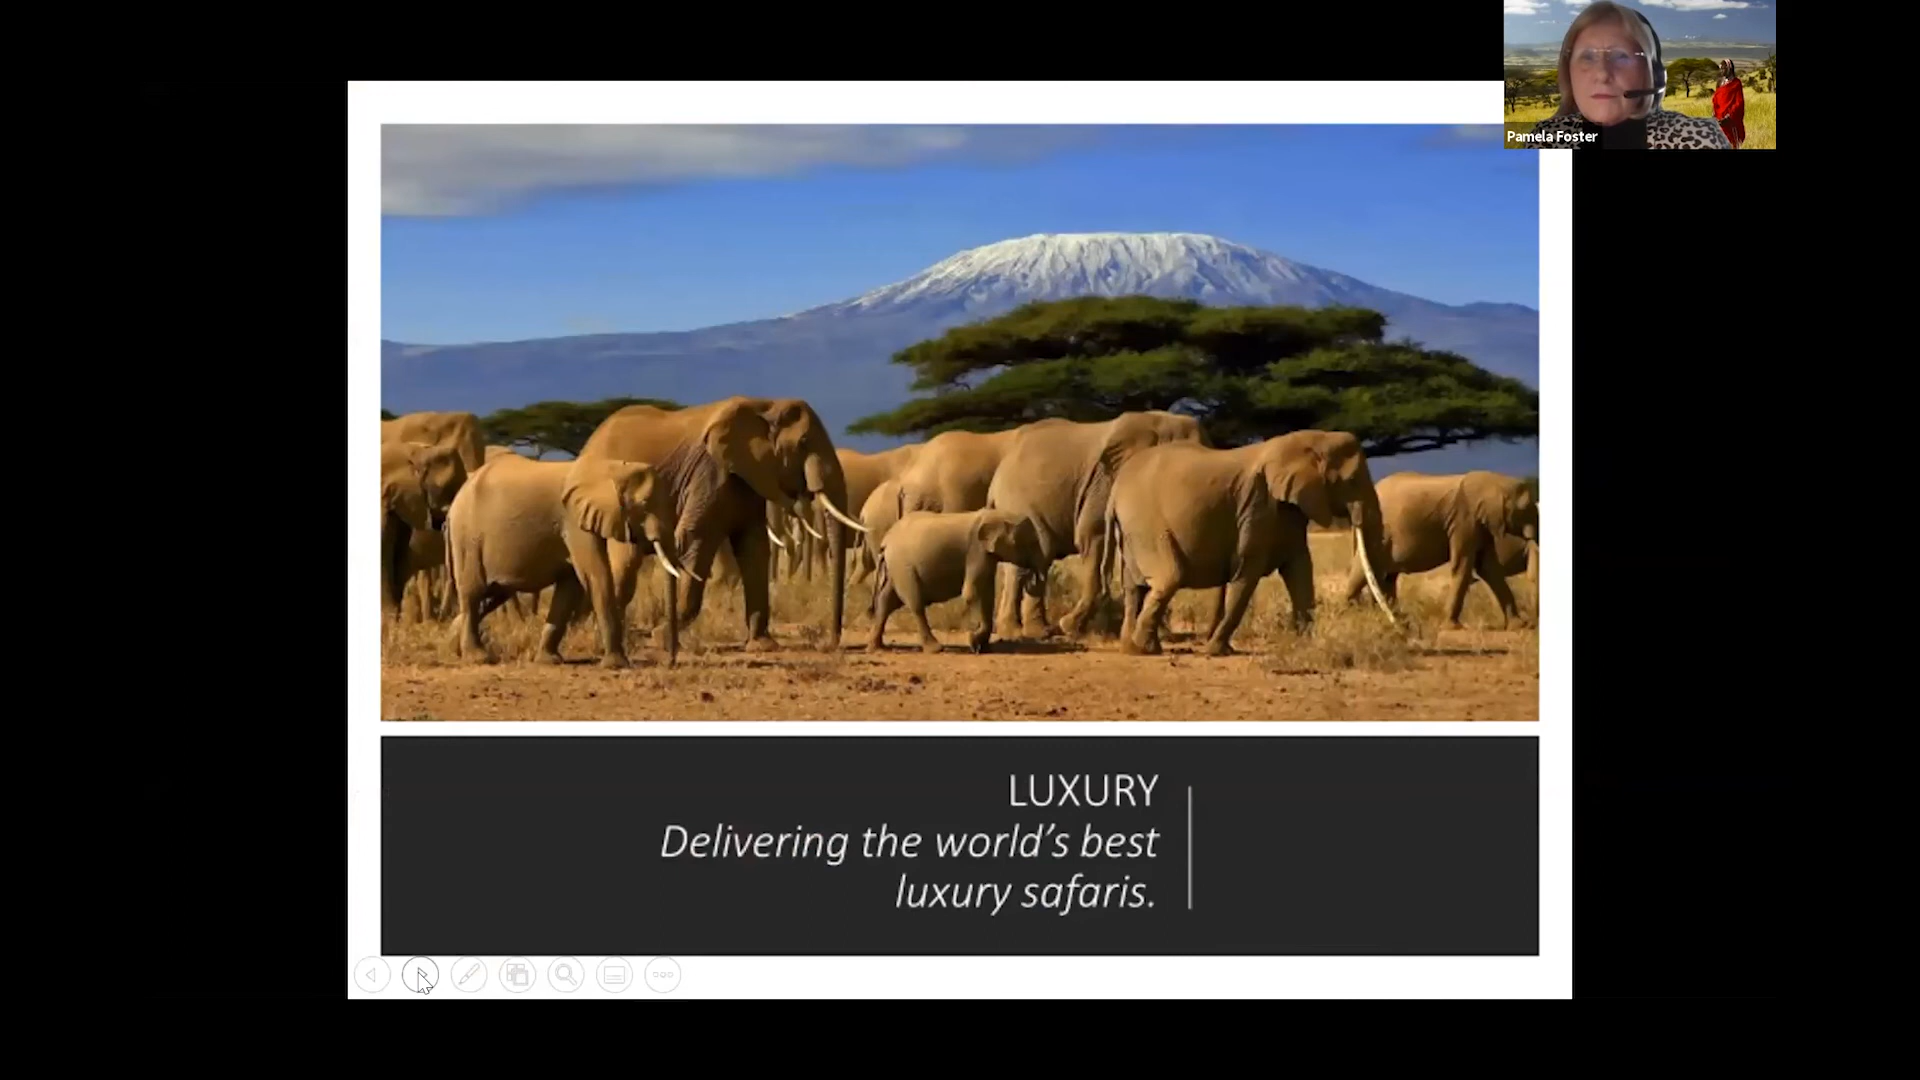 Pamela Foster
LUXURY
Delivering the world’s best
luxury safaris.